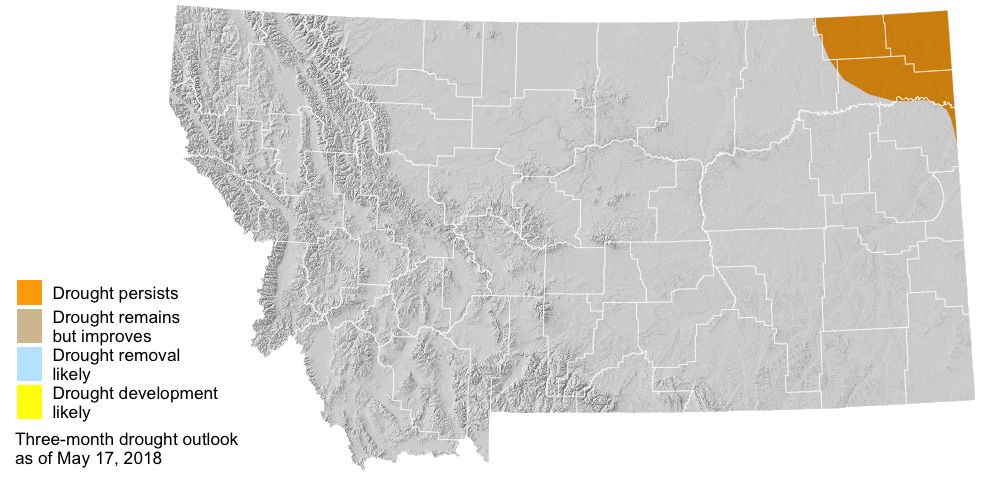 Drought persists
Drought remains
but improves
Drought removal
likely
Drought development
likely
Three-month drought outlook
as of May 17, 2018